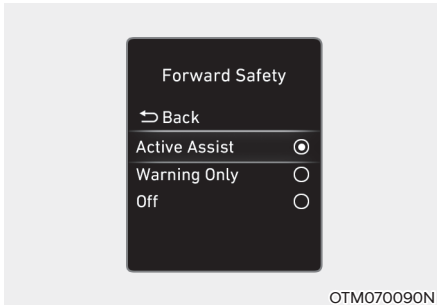 Forward Safety
Back
Active Assist
Warning Only
Off
OTM070090N